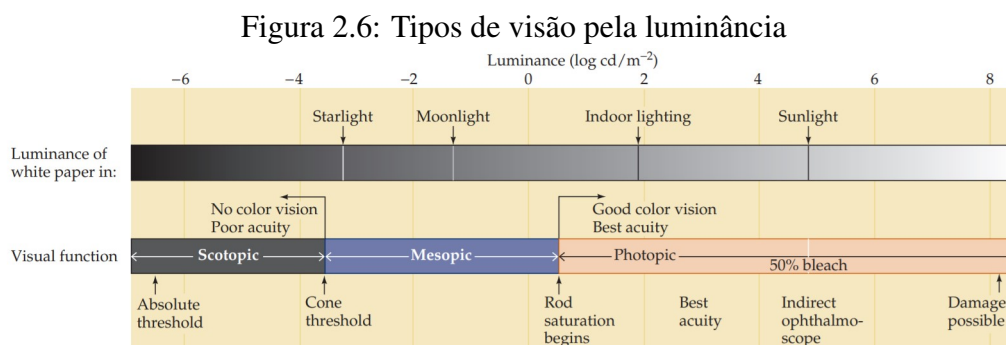 Figura 2.6: Tipos de visão pela luminância
Luminance (log cd/m−2)
−6 −4 −2 0 2 4 6 8
Starlight Moonlight Indoor lighting Sunlight
Luminance of
white paper in:
No color vision
Poor acuity
Good color vision
Best acuity
Visual function
Scotopic Mesopic Photopic
50% bleach
Absolute
threshold
Cone
threshold
Rod
saturation
begins
Best
acuity
Indirect
ophthalmo-
scope
Damage
possible